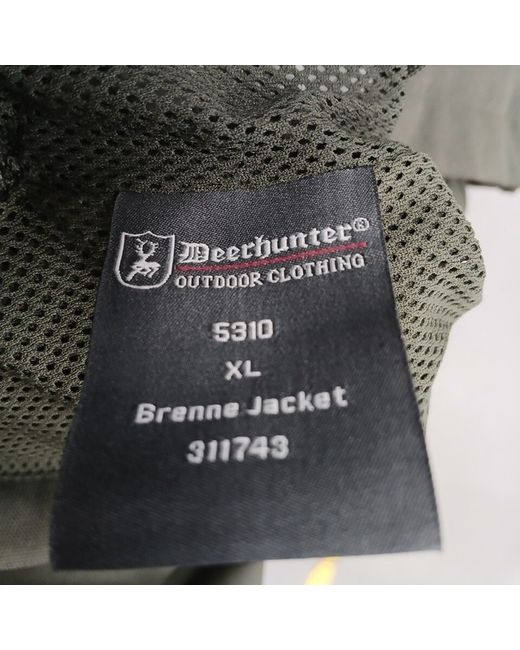 Deerhunter®
OUTDOOR CLOTHING
5310
XL
Brenne Jacket
311743